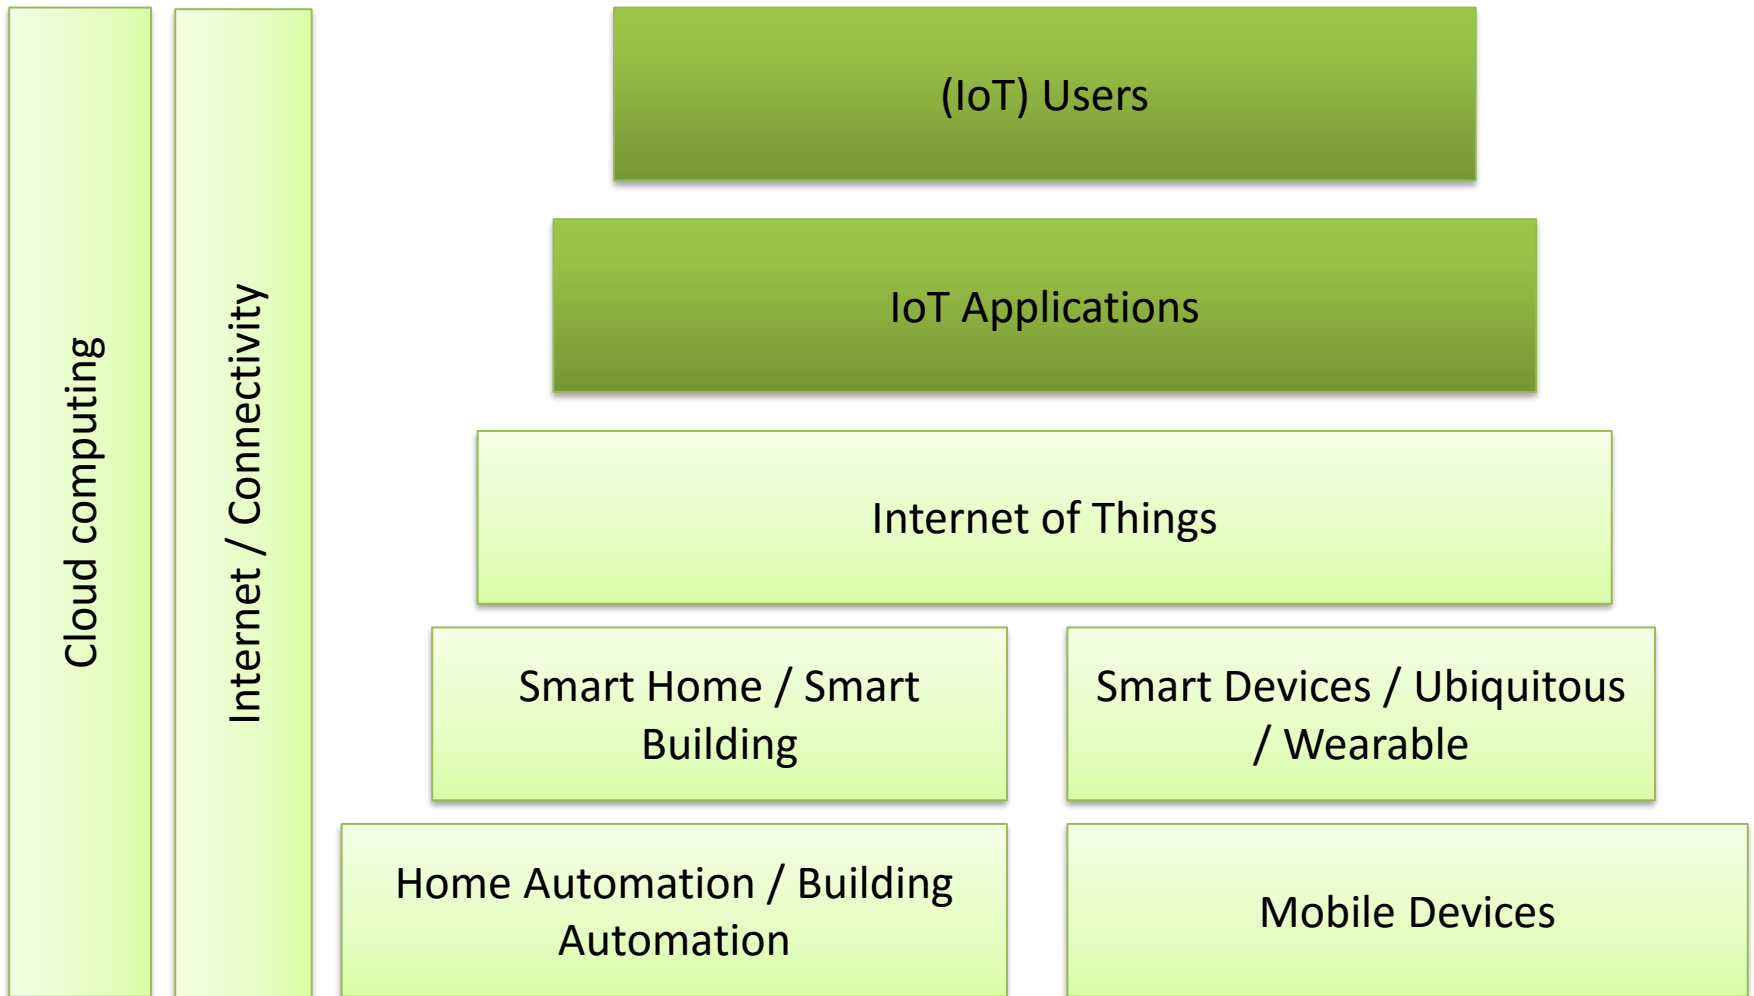 Cloud computing
Internet / Connectivity
(IoT) Users
IoT Applications
Internet of Things
Smart Home / Smart
Building
Smart Devices / Ubiquitous
/ Wearable
Home Automation / Building
Automation
Mobile Devices